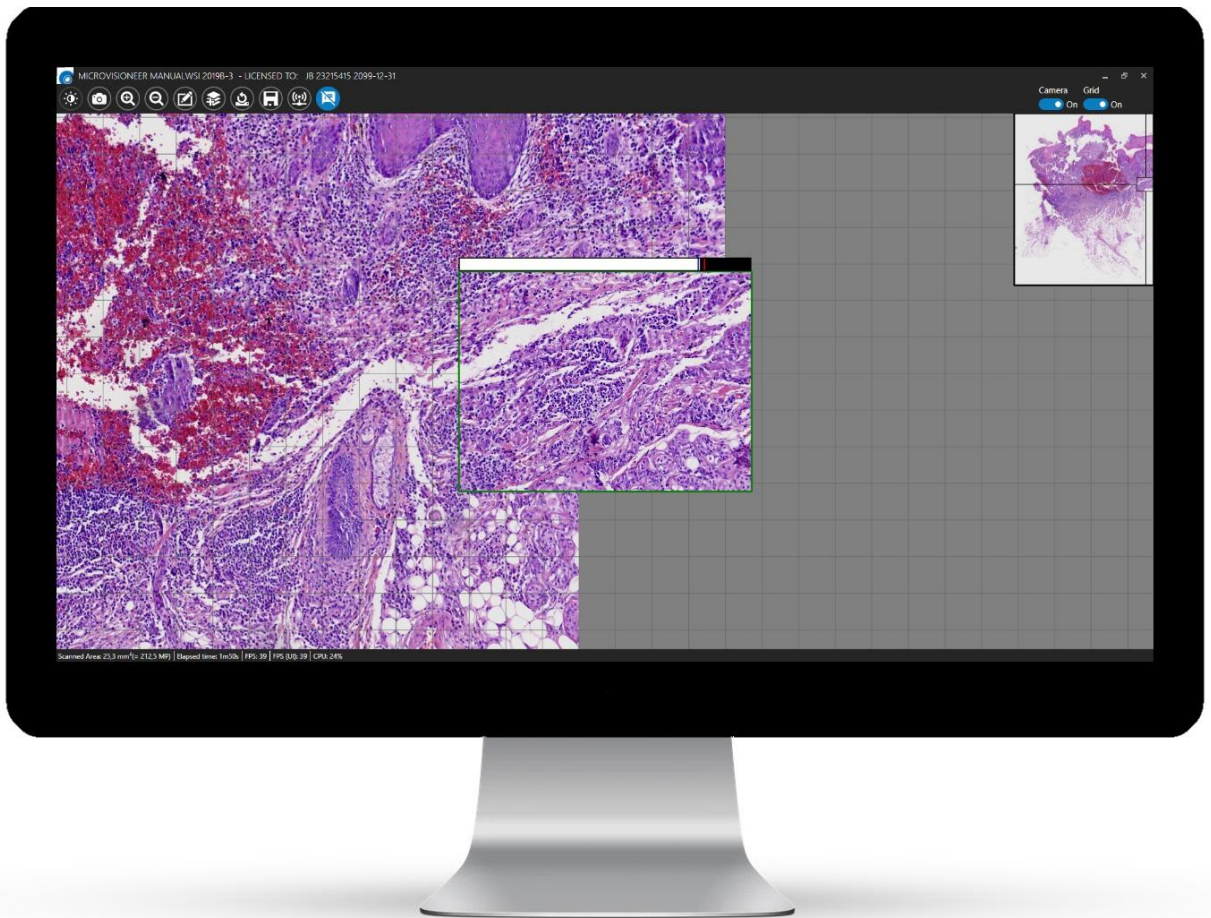 MICROVISIONEER MANUALWSI 2019B-3 - LICENSED TO: JB 23215415 2099-12-31
Camera Grid
On On
Scanned Area: 25,3 mm²(= 212,5 MP) | Elapsed time: 1m50s | FPS: 39 | FPS (UI): 39 | CPU: 24%